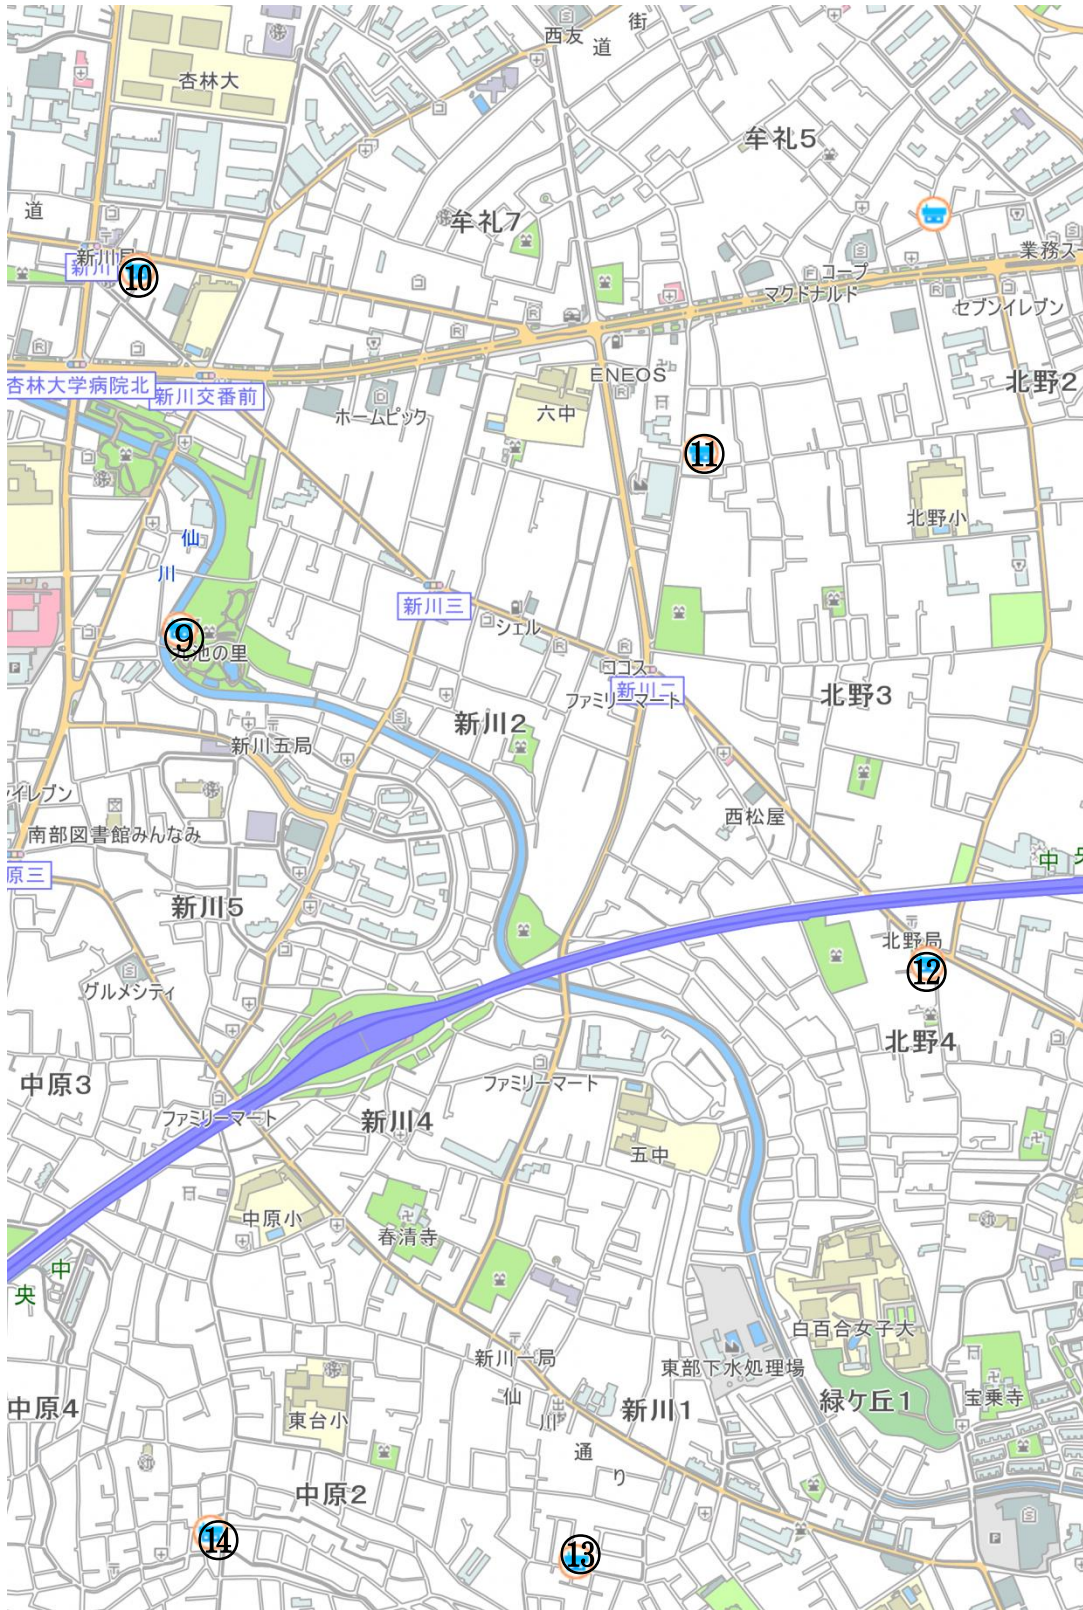 街
西友
道
杏林大
牟礼5
道
牟礼7
業務ス
新川
⑩
コープ
マクドナルド
セブンイレブン
杏林大学病院北
新川交番前
ENEOS
北野2
ホームピック
六中
⑪
北野小
仙
川
新川三
シェル
⑨
の里
ココス
新川二
ファミリーマート
北野3
新川2
新川五局
イレブン
西松屋
南部図書館みんなみ
原三
中央
新川5
北野局
⑫
グルメシティ
北野4
中原3
ファミリーマート
ファミリーマート
新川4
五中
中原小
春清寺
中
央
白百合女子大
新川一局
東部下水処理場
中原4
仙
川
通
り
新川1
緑ケ丘1
宝乗寺
東台小
中原2
⑭
⑬